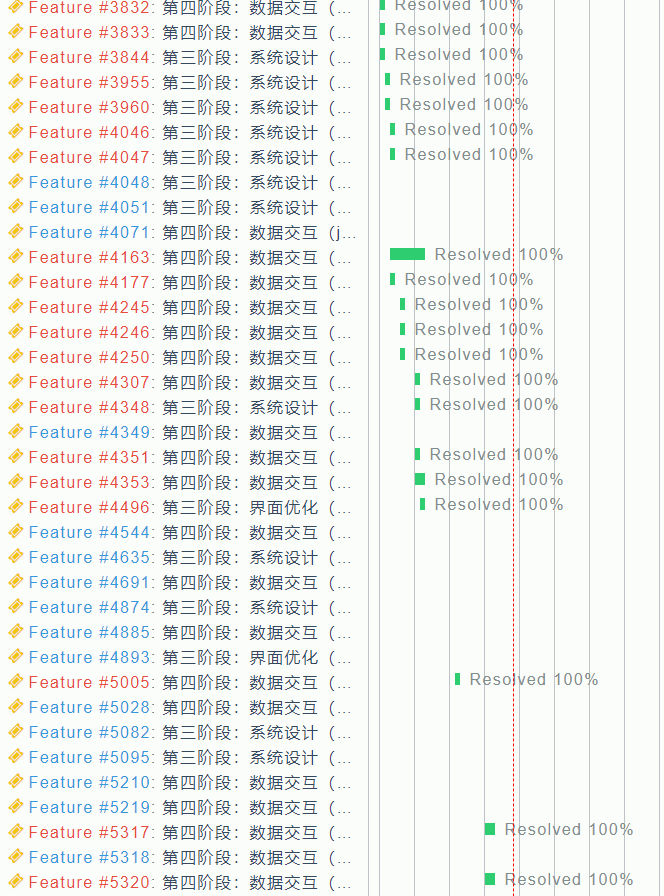 Feature #3832: 第四阶段：数据交互 (... Resolved 100%
Feature #3833: 第四阶段：数据交互 (... Resolved 100%
Feature #3844: 第三阶段：系统设计 (... Resolved 100%
Feature #3955: 第三阶段：系统设计 (... Resolved 100%
Feature #3960: 第三阶段：系统设计 (... Resolved 100%
Feature #4046: 第三阶段：系统设计 (... Resolved 100%
Feature #4047: 第三阶段：系统设计 (... Resolved 100%
Feature #4048: 第三阶段：系统设计 (...
Feature #4051: 第三阶段：系统设计 (...
Feature #4071: 第四阶段：数据交互 (j...
Feature #4163: 第四阶段：数据交互 (... Resolved 100%
Feature #4177: 第四阶段：数据交互 (... Resolved 100%
Feature #4245: 第四阶段：数据交互 (... Resolved 100%
Feature #4246: 第四阶段：数据交互 (... Resolved 100%
Feature #4250: 第四阶段：数据交互 (... Resolved 100%
Feature #4307: 第四阶段：数据交互 (... Resolved 100%
Feature #4348: 第三阶段：系统设计 (... Resolved 100%
Feature #4349: 第四阶段：数据交互 (...
Feature #4351: 第四阶段：数据交互 (... Resolved 100%
Feature #4353: 第四阶段：数据交互 (... Resolved 100%
Feature #4496: 第三阶段：界面优化 (... Resolved 100%
Feature #4544: 第四阶段：数据交互 (...
Feature #4635: 第三阶段：系统设计 (...
Feature #4691: 第四阶段：数据交互 (...
Feature #4874: 第三阶段：系统设计 (...
Feature #4885: 第四阶段：数据交互 (...
Feature #4893: 第三阶段：界面优化 (...
Feature #5005: 第四阶段：数据交互 (... Resolved 100%
Feature #5028: 第四阶段：数据交互 (...
Feature #5082: 第三阶段：系统设计 (...
Feature #5095: 第三阶段：系统设计 (...
Feature #5210: 第四阶段：数据交互 (...
Feature #5219: 第四阶段：数据交互 (...
Feature #5317: 第四阶段：数据交互 (... Resolved 100%
Feature #5318: 第四阶段：数据交互 (...
Feature #5320: 第四阶段：数据交互 (... Resolved 100%